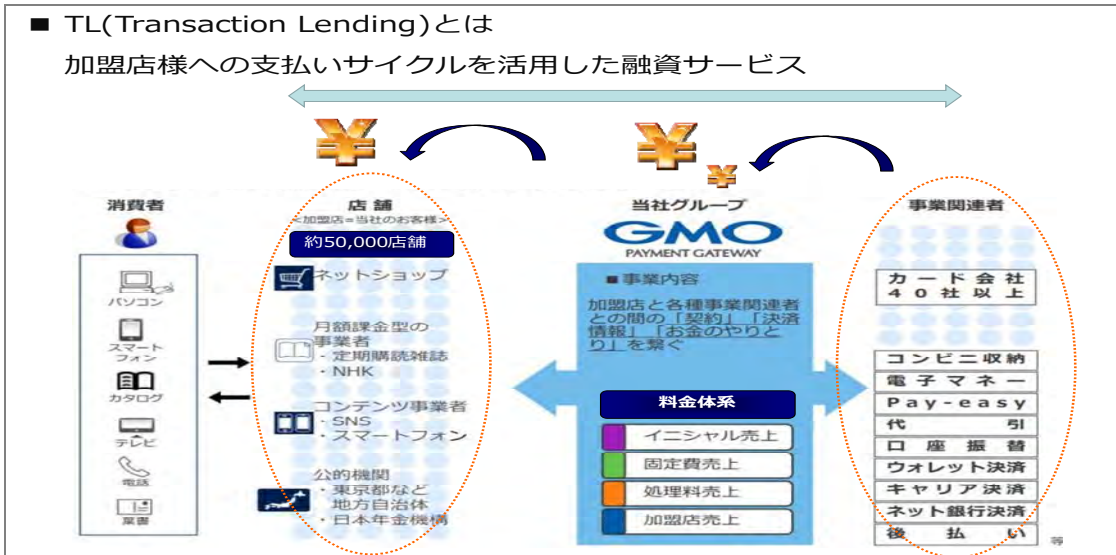 ■ TL(Transaction Lending)とは
加盟店様への支払いサイクルを活用した融資サービス
消費者
パソコン
スマート
フォン
カタログ
テレビ
電話
葉書
店舗
<加盟店=当社のお客様>
約50,000店舗
ネットショップ
月額課金型の
事業者
・定期購読雑誌
・NHK
コンテンツ事業者
・SNS
・スマートフォン
公的機関
・東京都など
地方自治体
・日本年金機構
当社グループ
GMO
PAYMENT GATEWAY
■事業内容
加盟店と各種事業関連者
との間の「契約」「決済
情報」「お金のやりと
り」を繋ぐ
料金体系
イニシャル売上
固定費売上
処理料売上
加盟店売上
事業関連者
カード会社
40社以上
コンビニ収納
電子マネー
Pay-easy
代引
口座振替
ウォレット決済
キャリア決済
ネット銀行決済
後払い
等